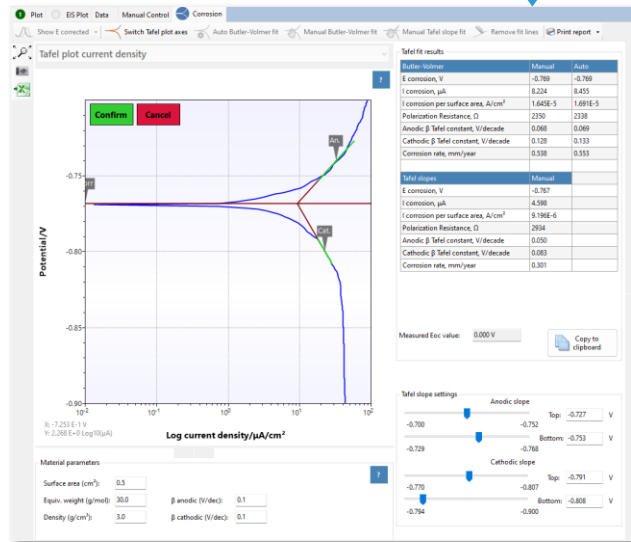 Plot EIS Plot Data Manual Control Corrosion
Show E corrected Switch Tafel plot axes Auto Butler-Volmer fit Manual Butler-Volmer fit Manual Tafel slope fit Remove fit lines Print report
Tafel plot current density
?
Confirm Cancel
An.
Cat.
-0.75
-0.80
-0.85
-0.90
Potential/V
10-2 10-1 100 101 102
X: -7.253 E-1 V
Y: 2.268 E+0 Log10(µA)
Log current density/µA/cm²
Material parameters
?
Surface area (cm²): 0.5
Equiv. weight (g/mol): 30.0 β anodic (V/dec): 0.1
Density (g/cm³): 3.0 β cathodic (V/dec): 0.1
Tafel fit results
Butler-Volmer Manual Auto
E corrosion, V -0.769 -0.769
I corrosion, µA 8.224 8.455
I corrosion per surface area, A/cm² 1.645E-5 1.691E-5
Polarization Resistance, Ω 2350 2338
Anodic β Tafel constant, V/decade 0.068 0.069
Cathodic β Tafel constant, V/decade 0.128 0.133
Corrosion rate, mm/year 0.538 0.553
Tafel slopes Manual
E corrosion, V -0.767
I corrosion, µA 4.598
I corrosion per surface area, A/cm² 9.196E-6
Polarization Resistance, Ω 2934
Anodic β Tafel constant, V/decade 0.050
Cathodic β Tafel constant, V/decade 0.083
Corrosion rate, mm/year 0.301
Measured Eoc value: 0.000 V
Copy to
clipboard
Tafel slope settings
Anodic slope
Top: -0.727 V
-0.700 -0.752
Bottom: -0.753 V
-0.729 -0.768
Cathodic slope
Top: -0.791 V
-0.770 -0.807
Bottom: -0.808 V
-0.794 -0.900